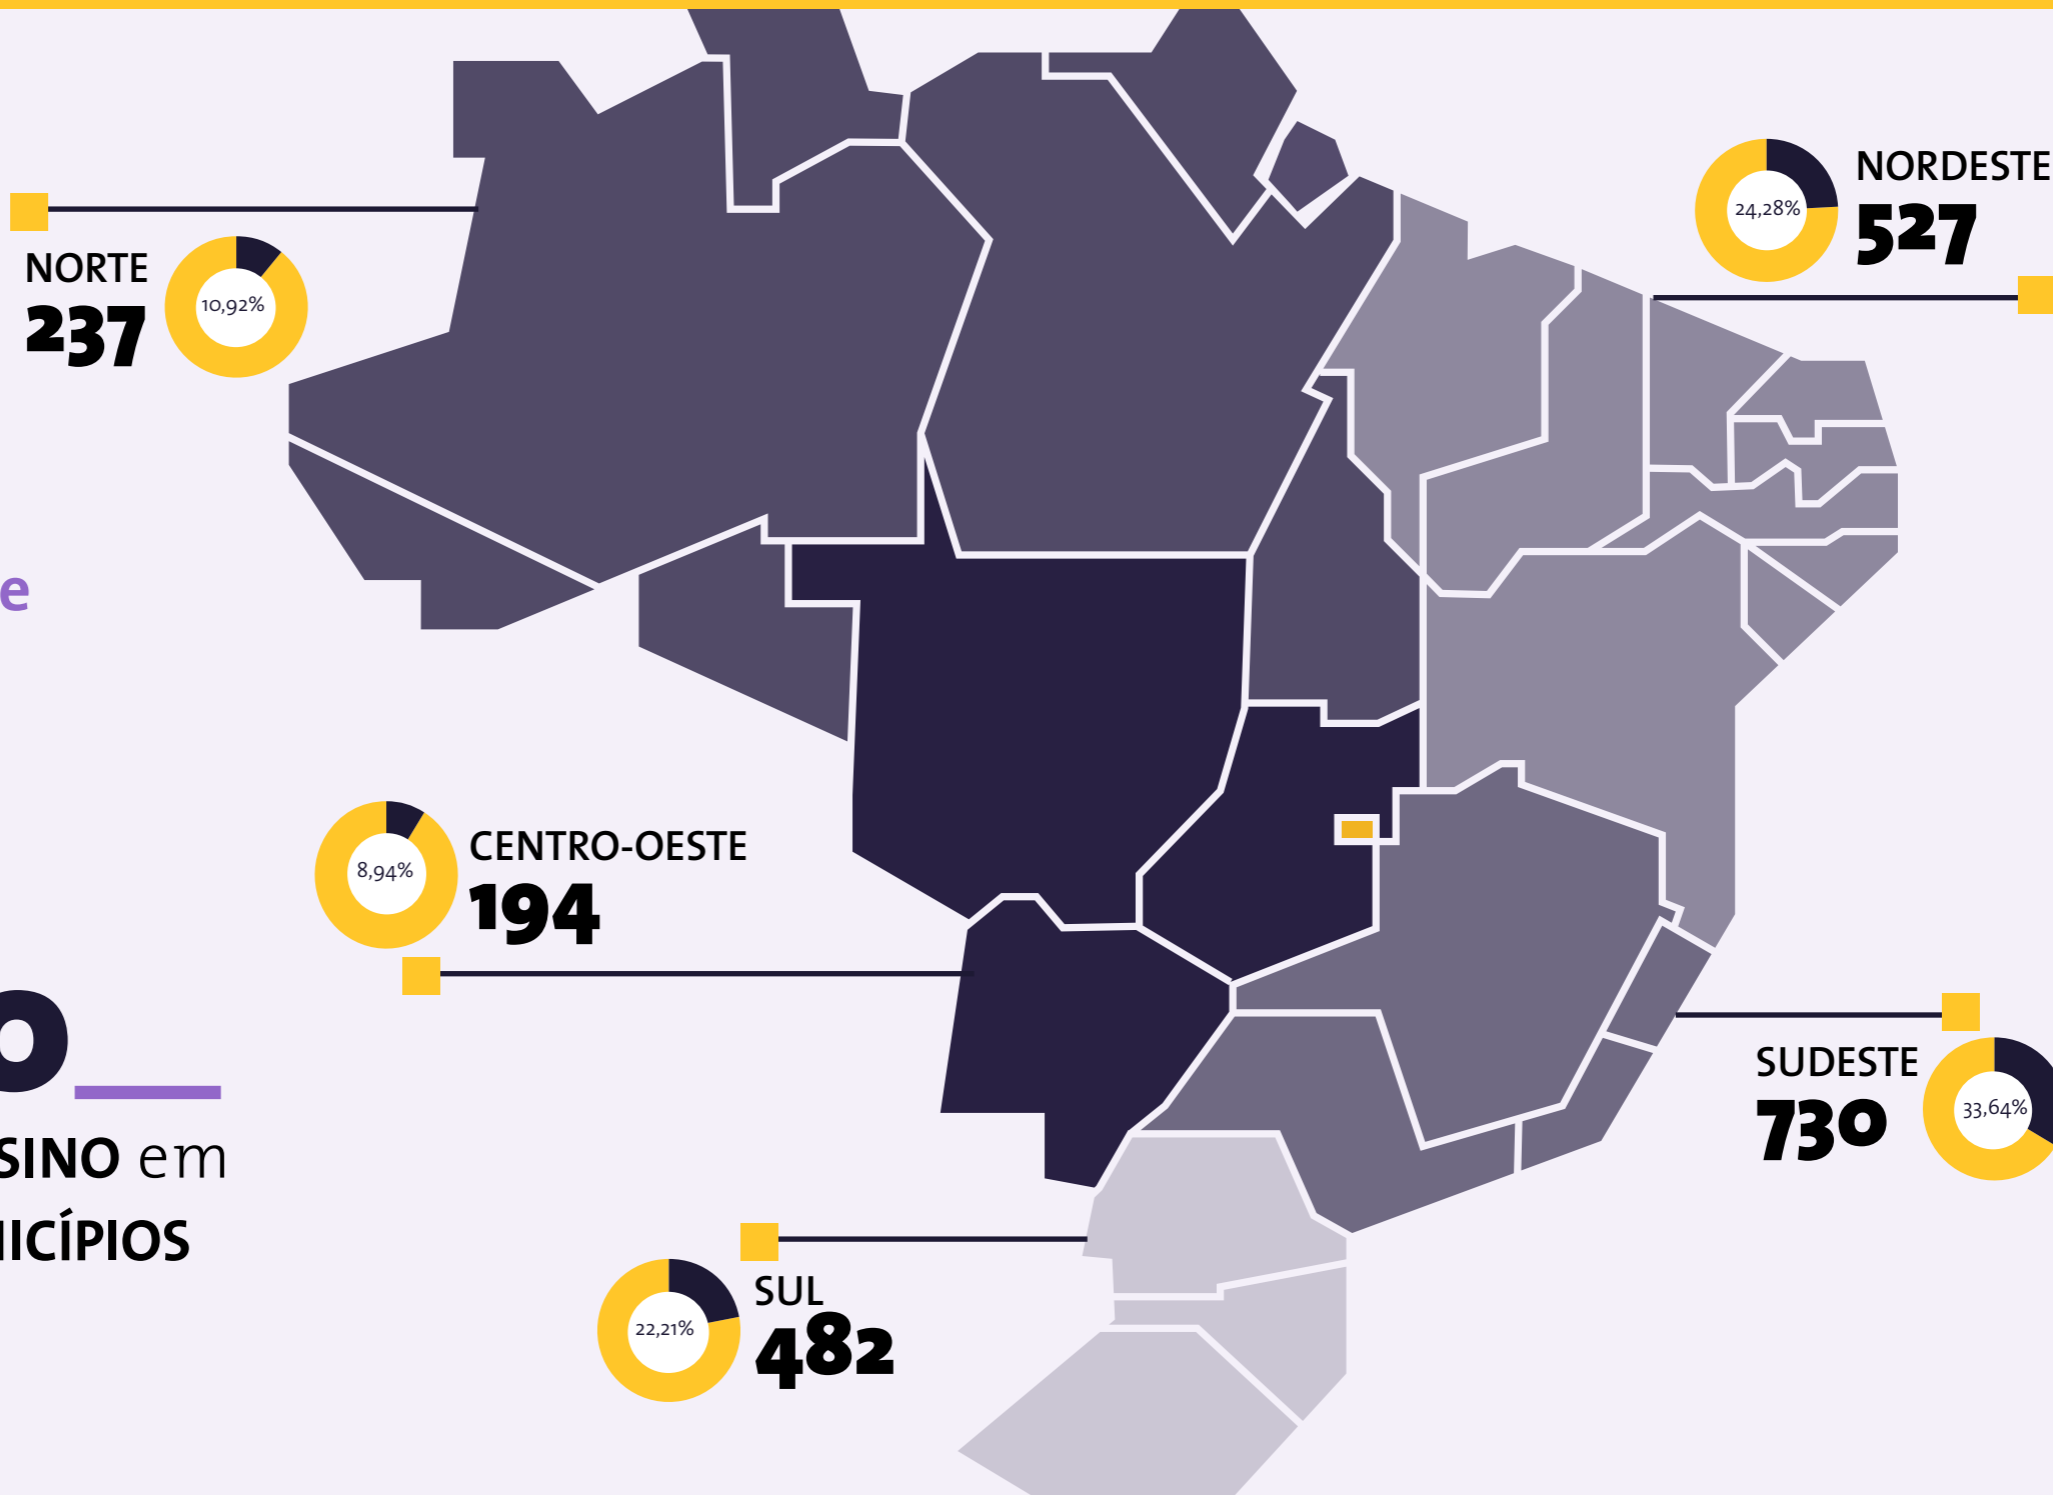 NORDESTE
24,28%
527
NORTE
10,92%
237
e
CENTRO-OESTE
8,94%
194
O
SINO em
ICÍPIOS
SUDESTE
33,64%
730
SUL
22,21%
482